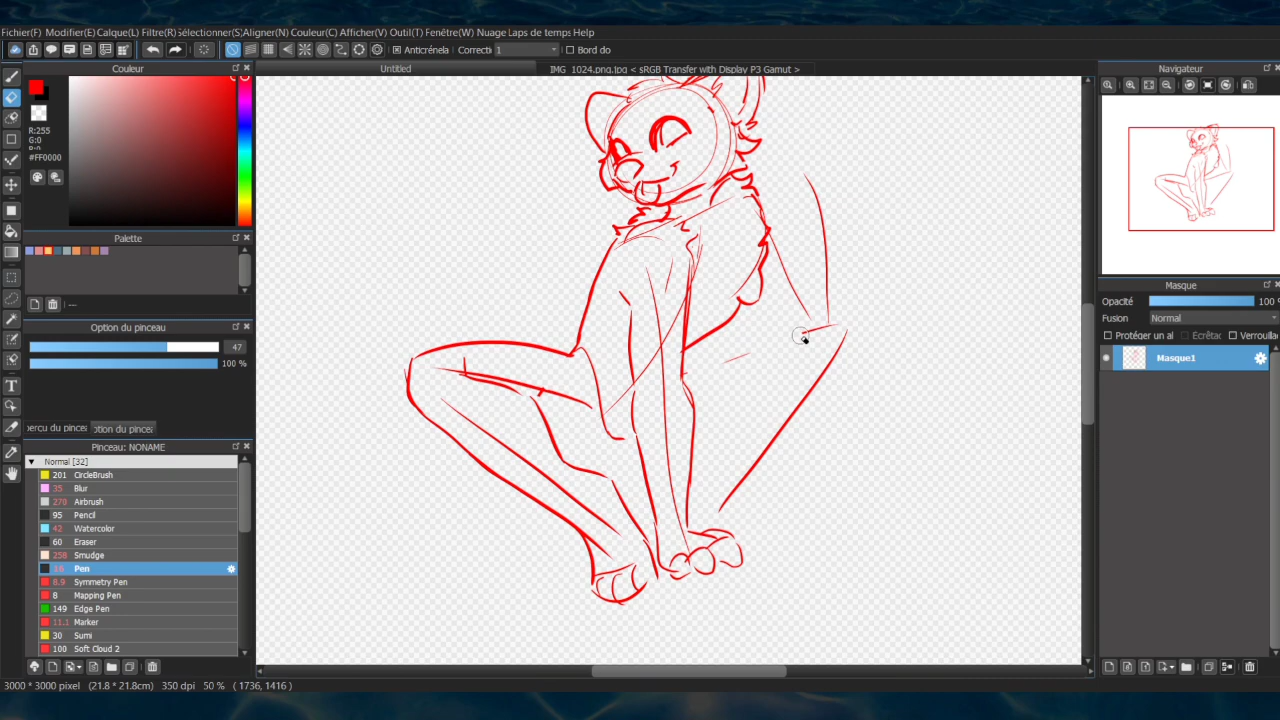 Fichier(F) Modifier(E) Calque(L) Filtre(R) Sélectionner(S) Aligner(N) Couleur(C) Afficher(V) Outil(T) Fenêtre(W) Nuage Laps de temps Help
Anticrénela Correcti 1 Bord do
Couleur
R:255
G:0
B:0
#FF0000
Palette
---
Option du pinceau
47
100 %
perçu du pincea
ption du pincea
Pinceau: NONAME
Normal [32]
201 CircleBrush
35 Blur
270 Airbrush
95 Pencil
42 Watercolor
60 Eraser
258 Smudge
16 Pen
8.9 Symmetry Pen
8 Mapping Pen
149 Edge Pen
11.1 Marker
30 Sumi
100 Soft Cloud 2
Untitled
IMG_1024.png.jpg < sRGB Transfer with Display P3 Gamut >
Navigateur
Masque
Opacité 100 %
Fusion Normal
Protéger un al Écrêtac Verrouilla
Masque1
3000 * 3000 pixel (21.8 * 21.8cm) 350 dpi 50 % ( 1736, 1416 )